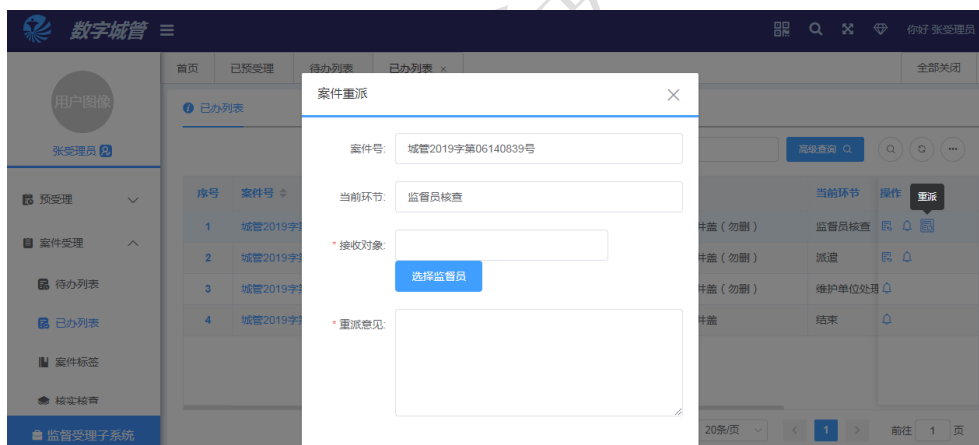 数字城管
你好 张受理员
首页 已预受理 待办列表 已办列表 × 全部关闭
用户图像
张受理员
已办列表
案件重派
案件号: 城管2019字第06140839号
当前环节: 监督员核查
* 接收对象:
选择监督员
* 重派意见:
高级查询
序号 案件号 当前环节 操作
重派
1 城管2019字第 井盖(勿删) 监督员核查
2 城管2019字第 井盖(勿删) 派遣
3 城管2019字第 井盖(勿删) 维护单位处理
4 城管2019字第 井盖 结束
预受理
案件受理
待办列表
已办列表
案件标签
核实核查
监督受理子系统
20条/页 < 1 > 前往 1 页